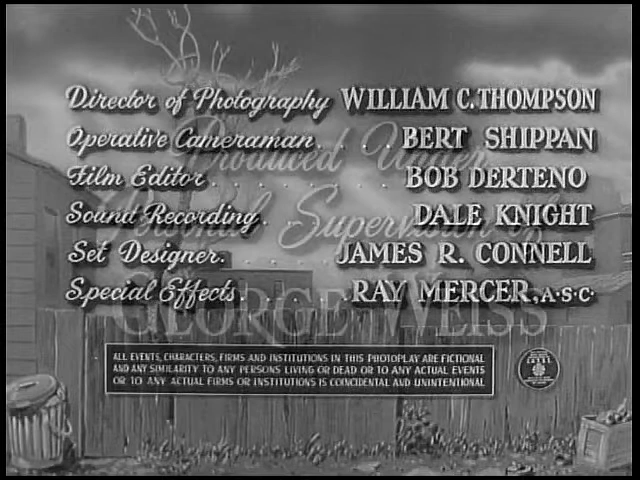 Director of Photography WILLIAM C. THOMPSON
Operative Cameraman. . . . BERT SHIPPAN
Film Editor. . . . . . . . . . BOB DERTENO
Sound Recording. . . . . . . DALE KNIGHT
Set Designer. . . . . . JAMES R. CONNELL
Special Effects. . . . . . RAY MERCER, A·S·C·
Produced Under
Personal Supervision of
GEORGE WEISS
ALL EVENTS, CHARACTERS, FIRMS AND INSTITUTIONS IN THIS PHOTOPLAY ARE FICTIONAL
AND ANY SIMILARITY TO ANY PERSONS LIVING OR DEAD OR TO ANY ACTUAL EVENTS
OR TO ANY ACTUAL FIRMS OR INSTITUTIONS IS COINCIDENTAL AND UNINTENTIONAL